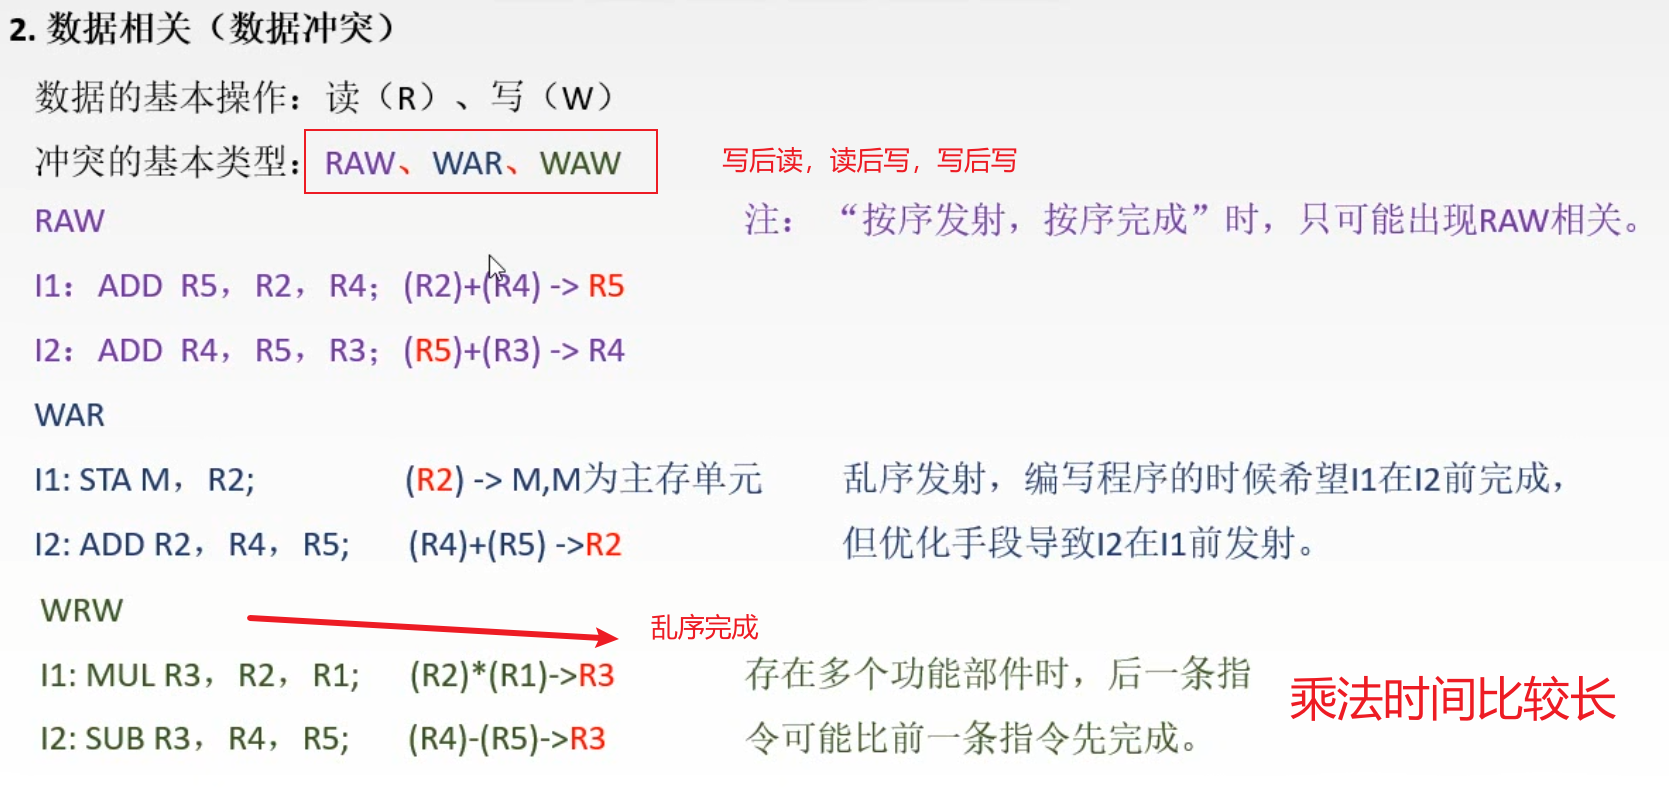 2. 数据相关（数据冲突）
数据的基本操作：读（R）、写（W）
冲突的基本类型：RAW、WAR、WAW 写后读，读后写，写后写
RAW 注：“按序发射，按序完成”时，只可能出现RAW相关。
I1：ADD R5，R2，R4；(R2)+(R4) -> R5
I2：ADD R4，R5，R3；(R5)+(R3) -> R4
WAR
I1: STA M，R2; (R2) -> M,M为主存单元 乱序发射，编写程序的时候希望I1在I2前完成，
I2: ADD R2，R4，R5; (R4)+(R5) ->R2 但优化手段导致I2在I1前发射。
WRW 乱序完成
I1: MUL R3，R2，R1; (R2)*(R1)->R3 存在多个功能部件时，后一条指 乘法时间比较长
I2: SUB R3，R4，R5; (R4)-(R5)->R3 令可能比前一条指令先完成。